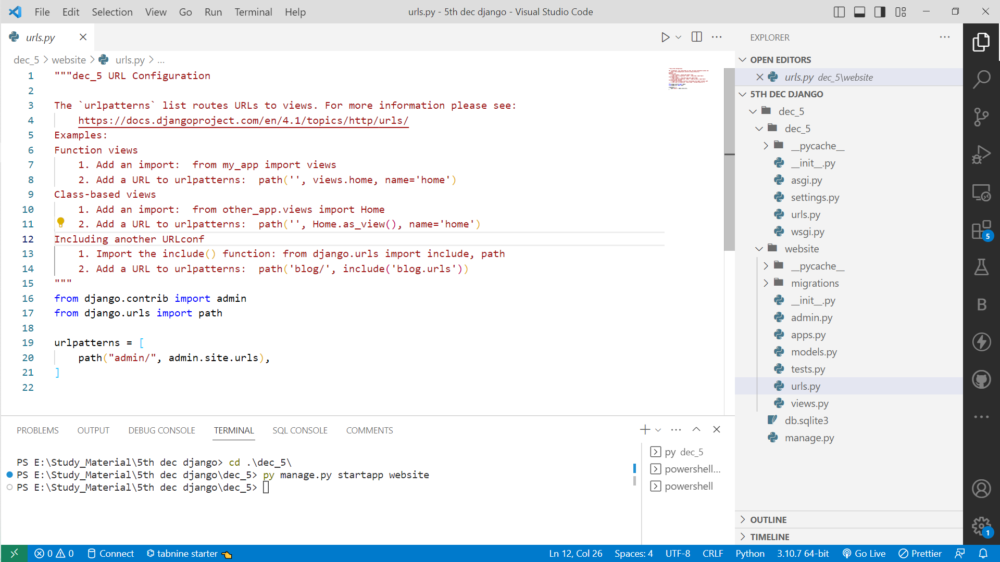 File Edit Selection View Go Run Terminal Help
urls.py - 5th dec django - Visual Studio Code
urls.py
dec_5 > website > urls.py > ...
1 """dec_5 URL Configuration
2
3 The `urlpatterns` list routes URLs to views. For more information please see:
4 https://docs.djangoproject.com/en/4.1/topics/http/urls/
5 Examples:
6 Function views
7 1. Add an import:  from my_app import views
8 2. Add a URL to urlpatterns:  path('', views.home, name='home')
9 Class-based views
10 1. Add an import:  from other_app.views import Home
11 2. Add a URL to urlpatterns:  path('', Home.as_view(), name='home')
12 Including another URLconf
13 1. Import the include() function: from django.urls import include, path
14 2. Add a URL to urlpatterns:  path('blog/', include('blog.urls'))
15 """
16 from django.contrib import admin
17 from django.urls import path
18
19 urlpatterns = [
20 path("admin/", admin.site.urls),
21 ]
22
PROBLEMS OUTPUT DEBUG CONSOLE TERMINAL SQL CONSOLE COMMENTS
PS E:\Study_Material\5th dec django> cd .\dec_5\
PS E:\Study_Material\5th dec django\dec_5> py manage.py startapp website
PS E:\Study_Material\5th dec django\dec_5>
py dec_5
powershell...
powershell
EXPLORER
OPEN EDITORS
urls.py dec_5\website
5TH DEC DJANGO
dec_5
dec_5
__pycache__
__init__.py
asgi.py
settings.py
urls.py
wsgi.py
website
__pycache__
migrations
__init__.py
admin.py
apps.py
models.py
tests.py
urls.py
views.py
db.sqlite3
manage.py
OUTLINE
TIMELINE
5
B
1
0 0 Connect tabnine starter
Ln 12, Col 26 Spaces: 4 UTF-8 CRLF Python 3.10.7 64-bit Go Live Prettier